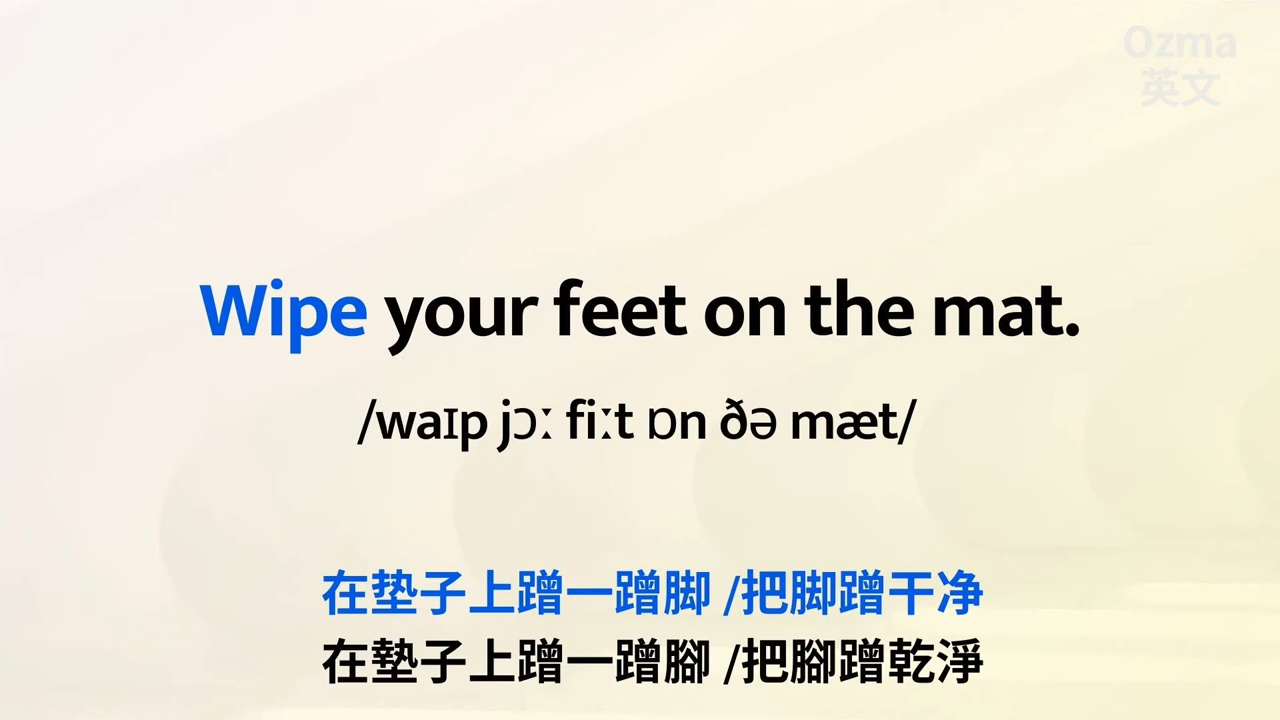 Ozma
英文
Wipe your feet on the mat.
/waɪp jɔː fiːt ɒn ðə mæt/
在垫子上蹭一蹭脚 /把脚蹭干净
在墊子上蹭一蹭腳 /把腳蹭乾淨